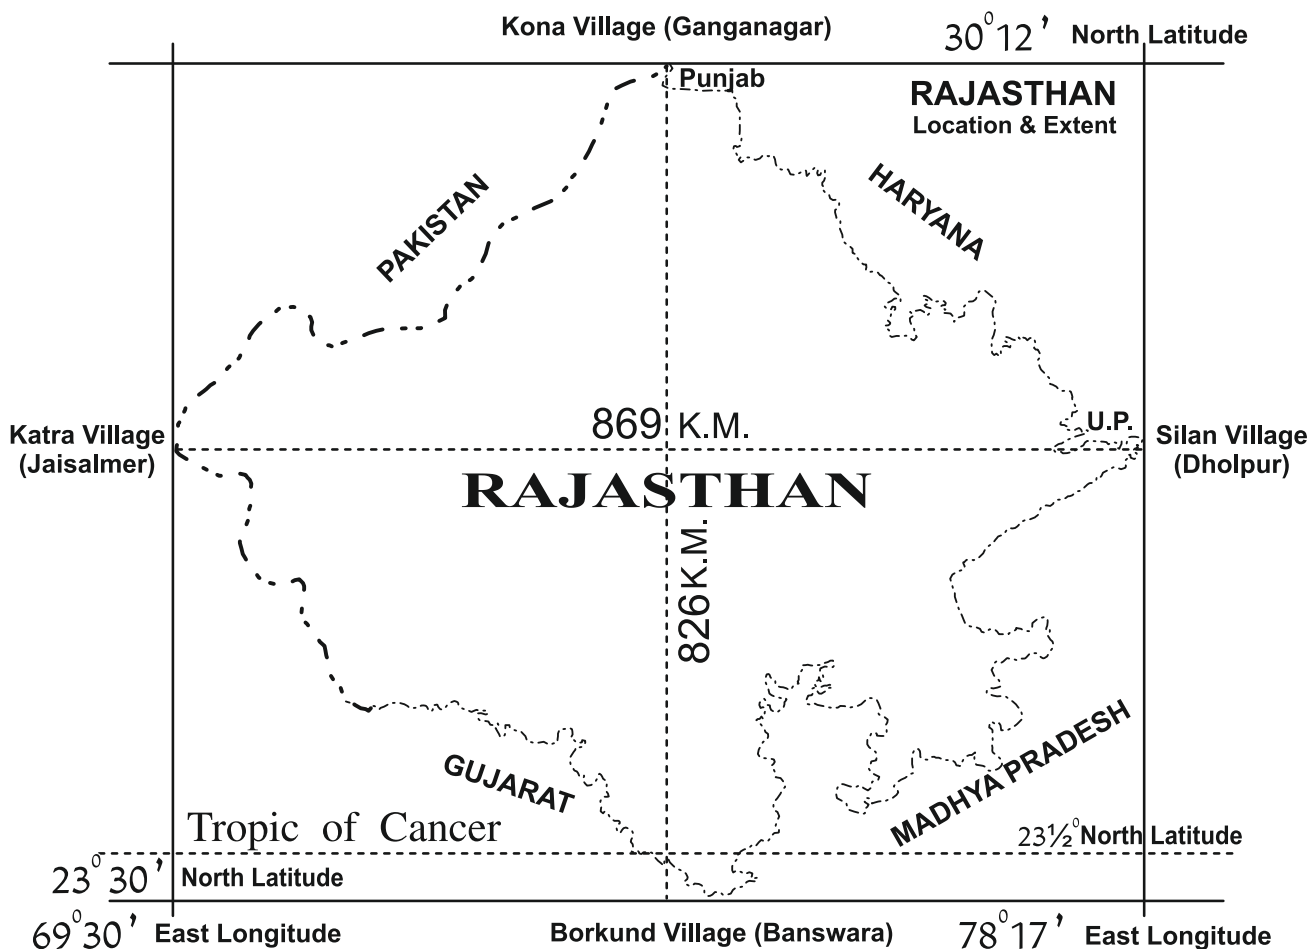 Kona Village (Ganganagar)
30°12' North Latitude
Punjab
RAJASTHAN
Location & Extent
PAKISTAN
HARYANA
869 K.M.
U.P.
Katra Village
(Jaisalmer)
Silan Village
(Dholpur)
RAJASTHAN
826 K.M.
GUJARAT
MADHYA PRADESH
Tropic of Cancer
23½° North Latitude
23°30' North Latitude
69°30' East Longitude
Borkund Village (Banswara)
78°17' East Longitude